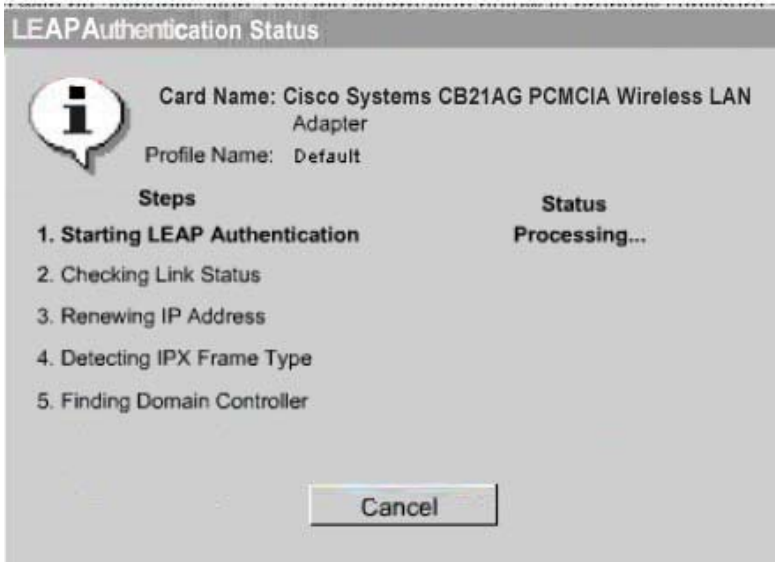 LEAPAuthentication Status
i
Card Name: Cisco Systems CB21AG PCMCIA Wireless LAN
Adapter
Profile Name: Default
Steps Status
1. Starting LEAP Authentication Processing...
2. Checking Link Status
3. Renewing IP Address
4. Detecting IPX Frame Type
5. Finding Domain Controller
Cancel